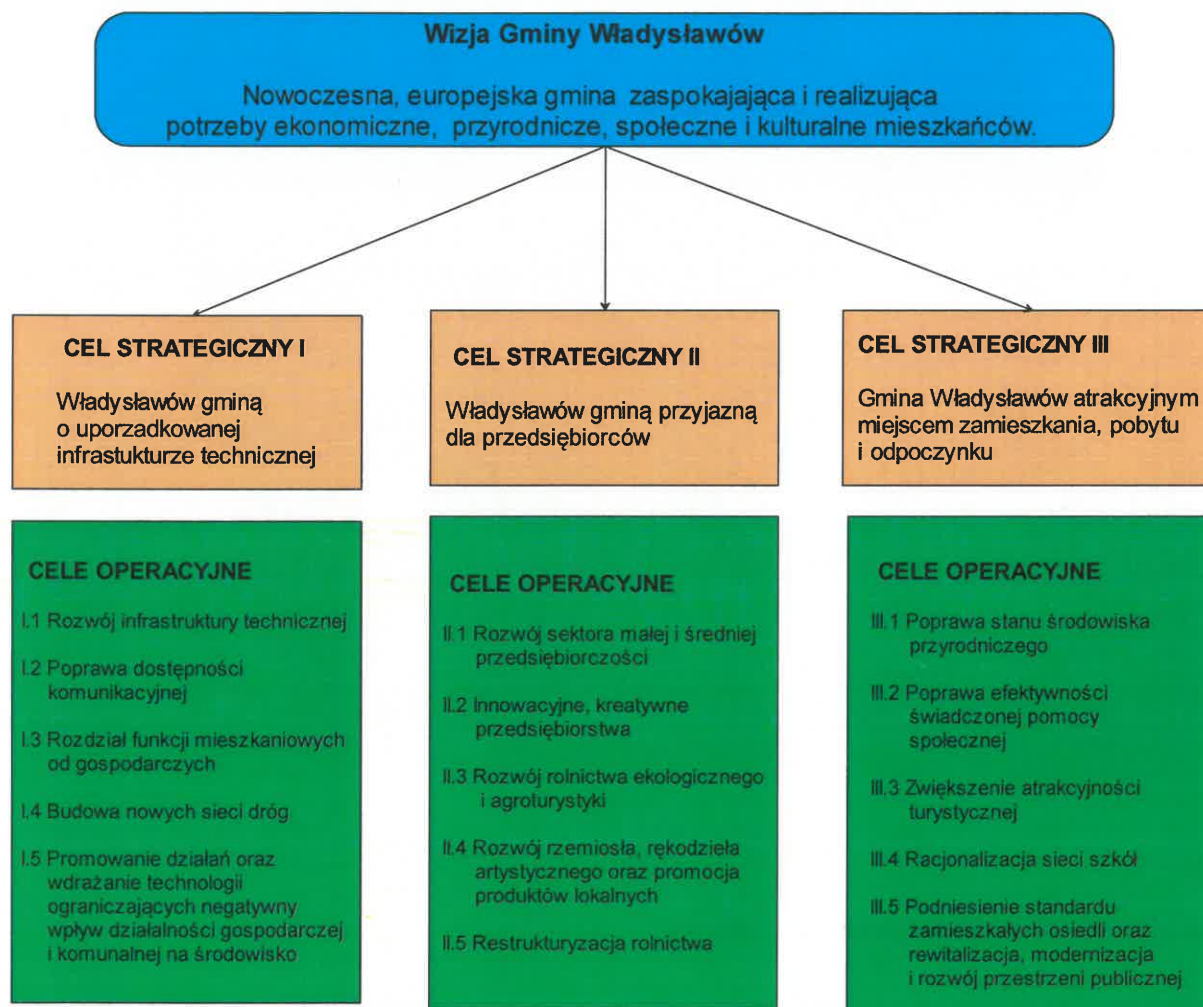 Wizja Gminy Władysławów
Nowoczesna, europejska gmina zaspokajająca i realizująca
potrzeby ekonomiczne, przyrodnicze, społeczne i kulturalne mieszkańców.
CEL STRATEGICZNY I
Władysławów gminą
o uporzadkowanej
infrastukturze technicznej
CEL STRATEGICZNY II
Władysławów gminą przyjazną
dla przedsiębiorców
CEL STRATEGICZNY III
Gmina Władysławów atrakcyjnym
miejscem zamieszkania, pobytu
i odpoczynku
CELE OPERACYJNE
I.1 Rozwój infrastruktury technicznej
I.2 Poprawa dostępności
komunikacyjnej
I.3 Rozdział funkcji mieszkaniowych
od gospodarczych
I.4 Budowa nowych sieci dróg
I.5 Promowanie działań oraz
wdrażanie technologii
ograniczających negatywny
wpływ działalności gospodarczej
i komunalnej na środowisko
CELE OPERACYJNE
II.1 Rozwój sektora małej i średniej
przedsiębiorczości
II.2 Innowacyjne, kreatywne
przedsiębiorstwa
II.3 Rozwój rolnictwa ekologicznego
i agroturystyki
II.4 Rozwój rzemiosła, rękodzieła
artystycznego oraz promocja
produktów lokalnych
II.5 Restrukturyzacja rolnictwa
CELE OPERACYJNE
III.1 Poprawa stanu środowiska
przyrodniczego
III.2 Poprawa efektywności
świadczonej pomocy
społecznej
III.3 Zwiększenie atrakcyjności
turystycznej
III.4 Racjonalizacja sieci szkół
III.5 Podniesienie standardu
zamieszkałych osiedli oraz
rewitalizacja, modernizacja
i rozwój przestrzeni publicznej